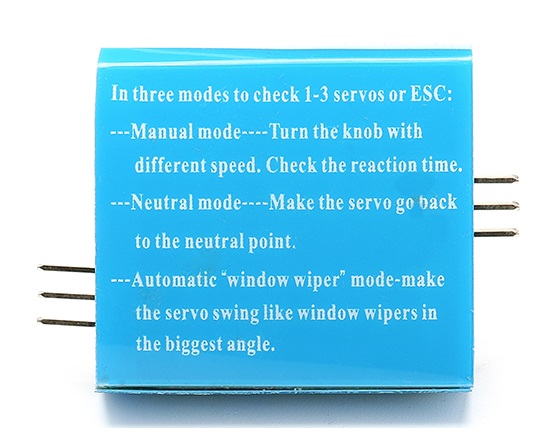 In three modes to check 1-3 servos or ESC:
---Manual mode----Turn the knob with
different speed. Check the reaction time.
---Neutral mode----Make the servo go back
to the neutral point.
---Automatic "window wiper" mode-make
the servo swing like window wipers in
the biggest angle.